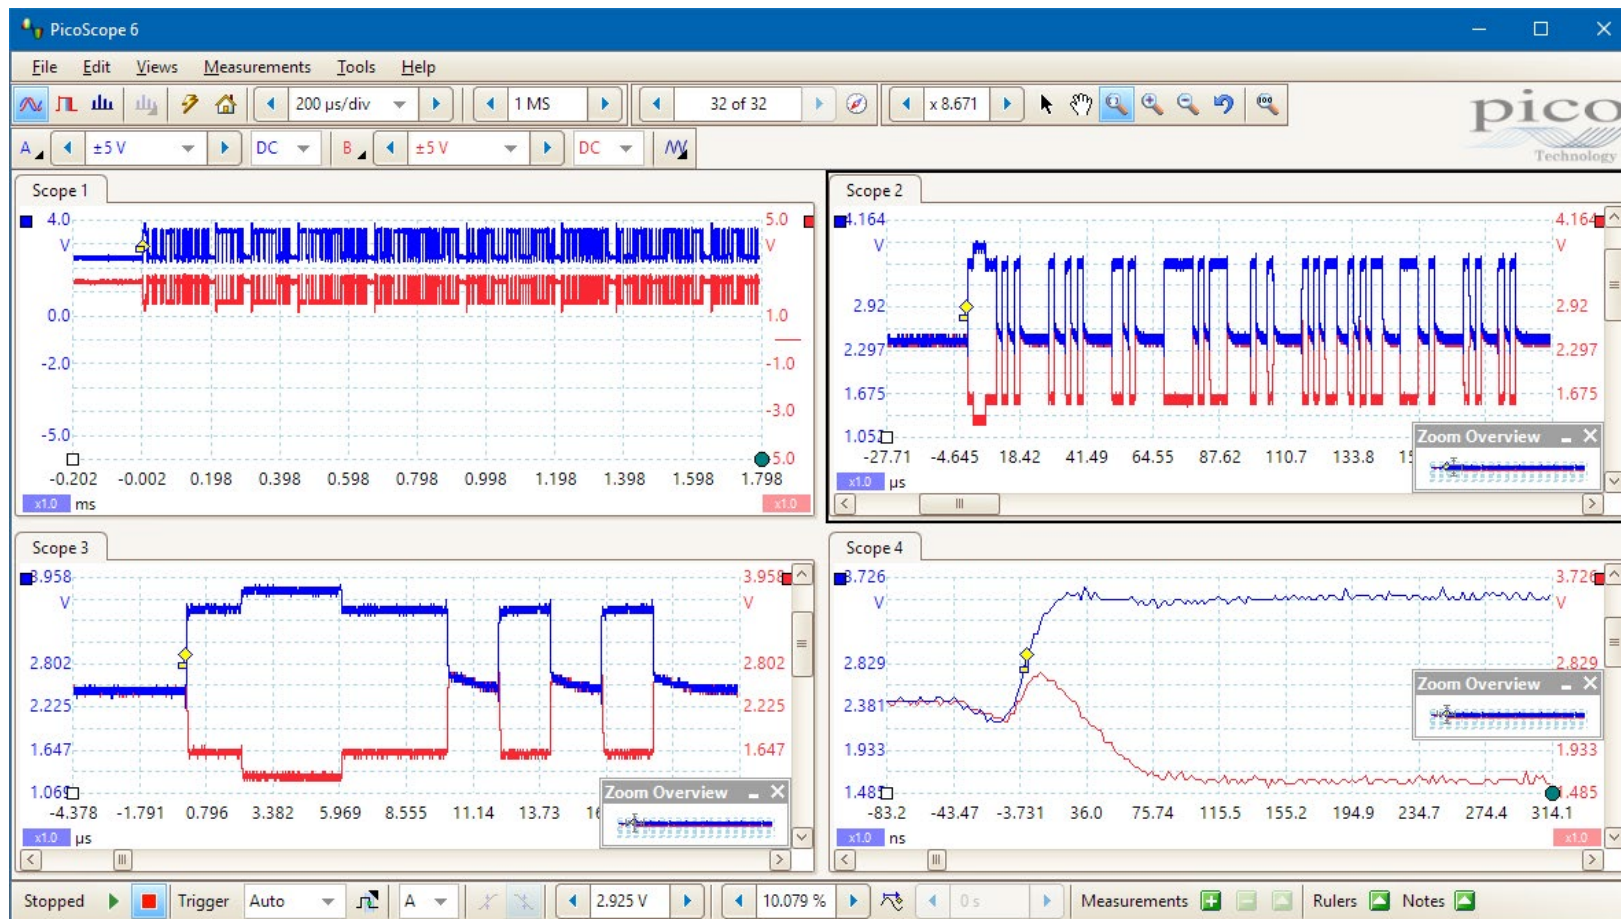 PicoScope 6
File Edit Views Measurements Tools Help
200 µs/div 1 MS 32 of 32 x 8.671
pico
Technology
A ±5 V DC B ±5 V DC
Scope 1
4.0 5.0
V V
0.0 1.0
-2.0 -1.0
-3.0
-5.0 5.0
-0.202 -0.002 0.198 0.398 0.598 0.798 0.998 1.198 1.398 1.598 1.798
x1.0 ms x1.0
Scope 2
4.164 4.164
V V
2.92 2.92
2.297 2.297
1.675 1.675
1.052
Zoom Overview
-27.71 -4.645 18.42 41.49 64.55 87.62 110.7 133.8 15
x1.0 µs
Scope 3
3.958 3.958
V V
2.802 2.802
2.225 2.225
1.647 1.647
1.069
Zoom Overview
-4.378 -1.791 0.796 3.382 5.969 8.555 11.14 13.73 16
x1.0 µs
Scope 4
3.726 3.726
V V
2.829 2.829
Zoom Overview
2.381
1.933 1.933
1.485 1.485
-83.2 -43.47 -3.731 36.0 75.74 115.5 155.2 194.9 234.7 274.4 314.1
x1.0 ns x1.0
Stopped Trigger Auto A 2.925 V 10.079 % 0 s Measurements Rulers Notes